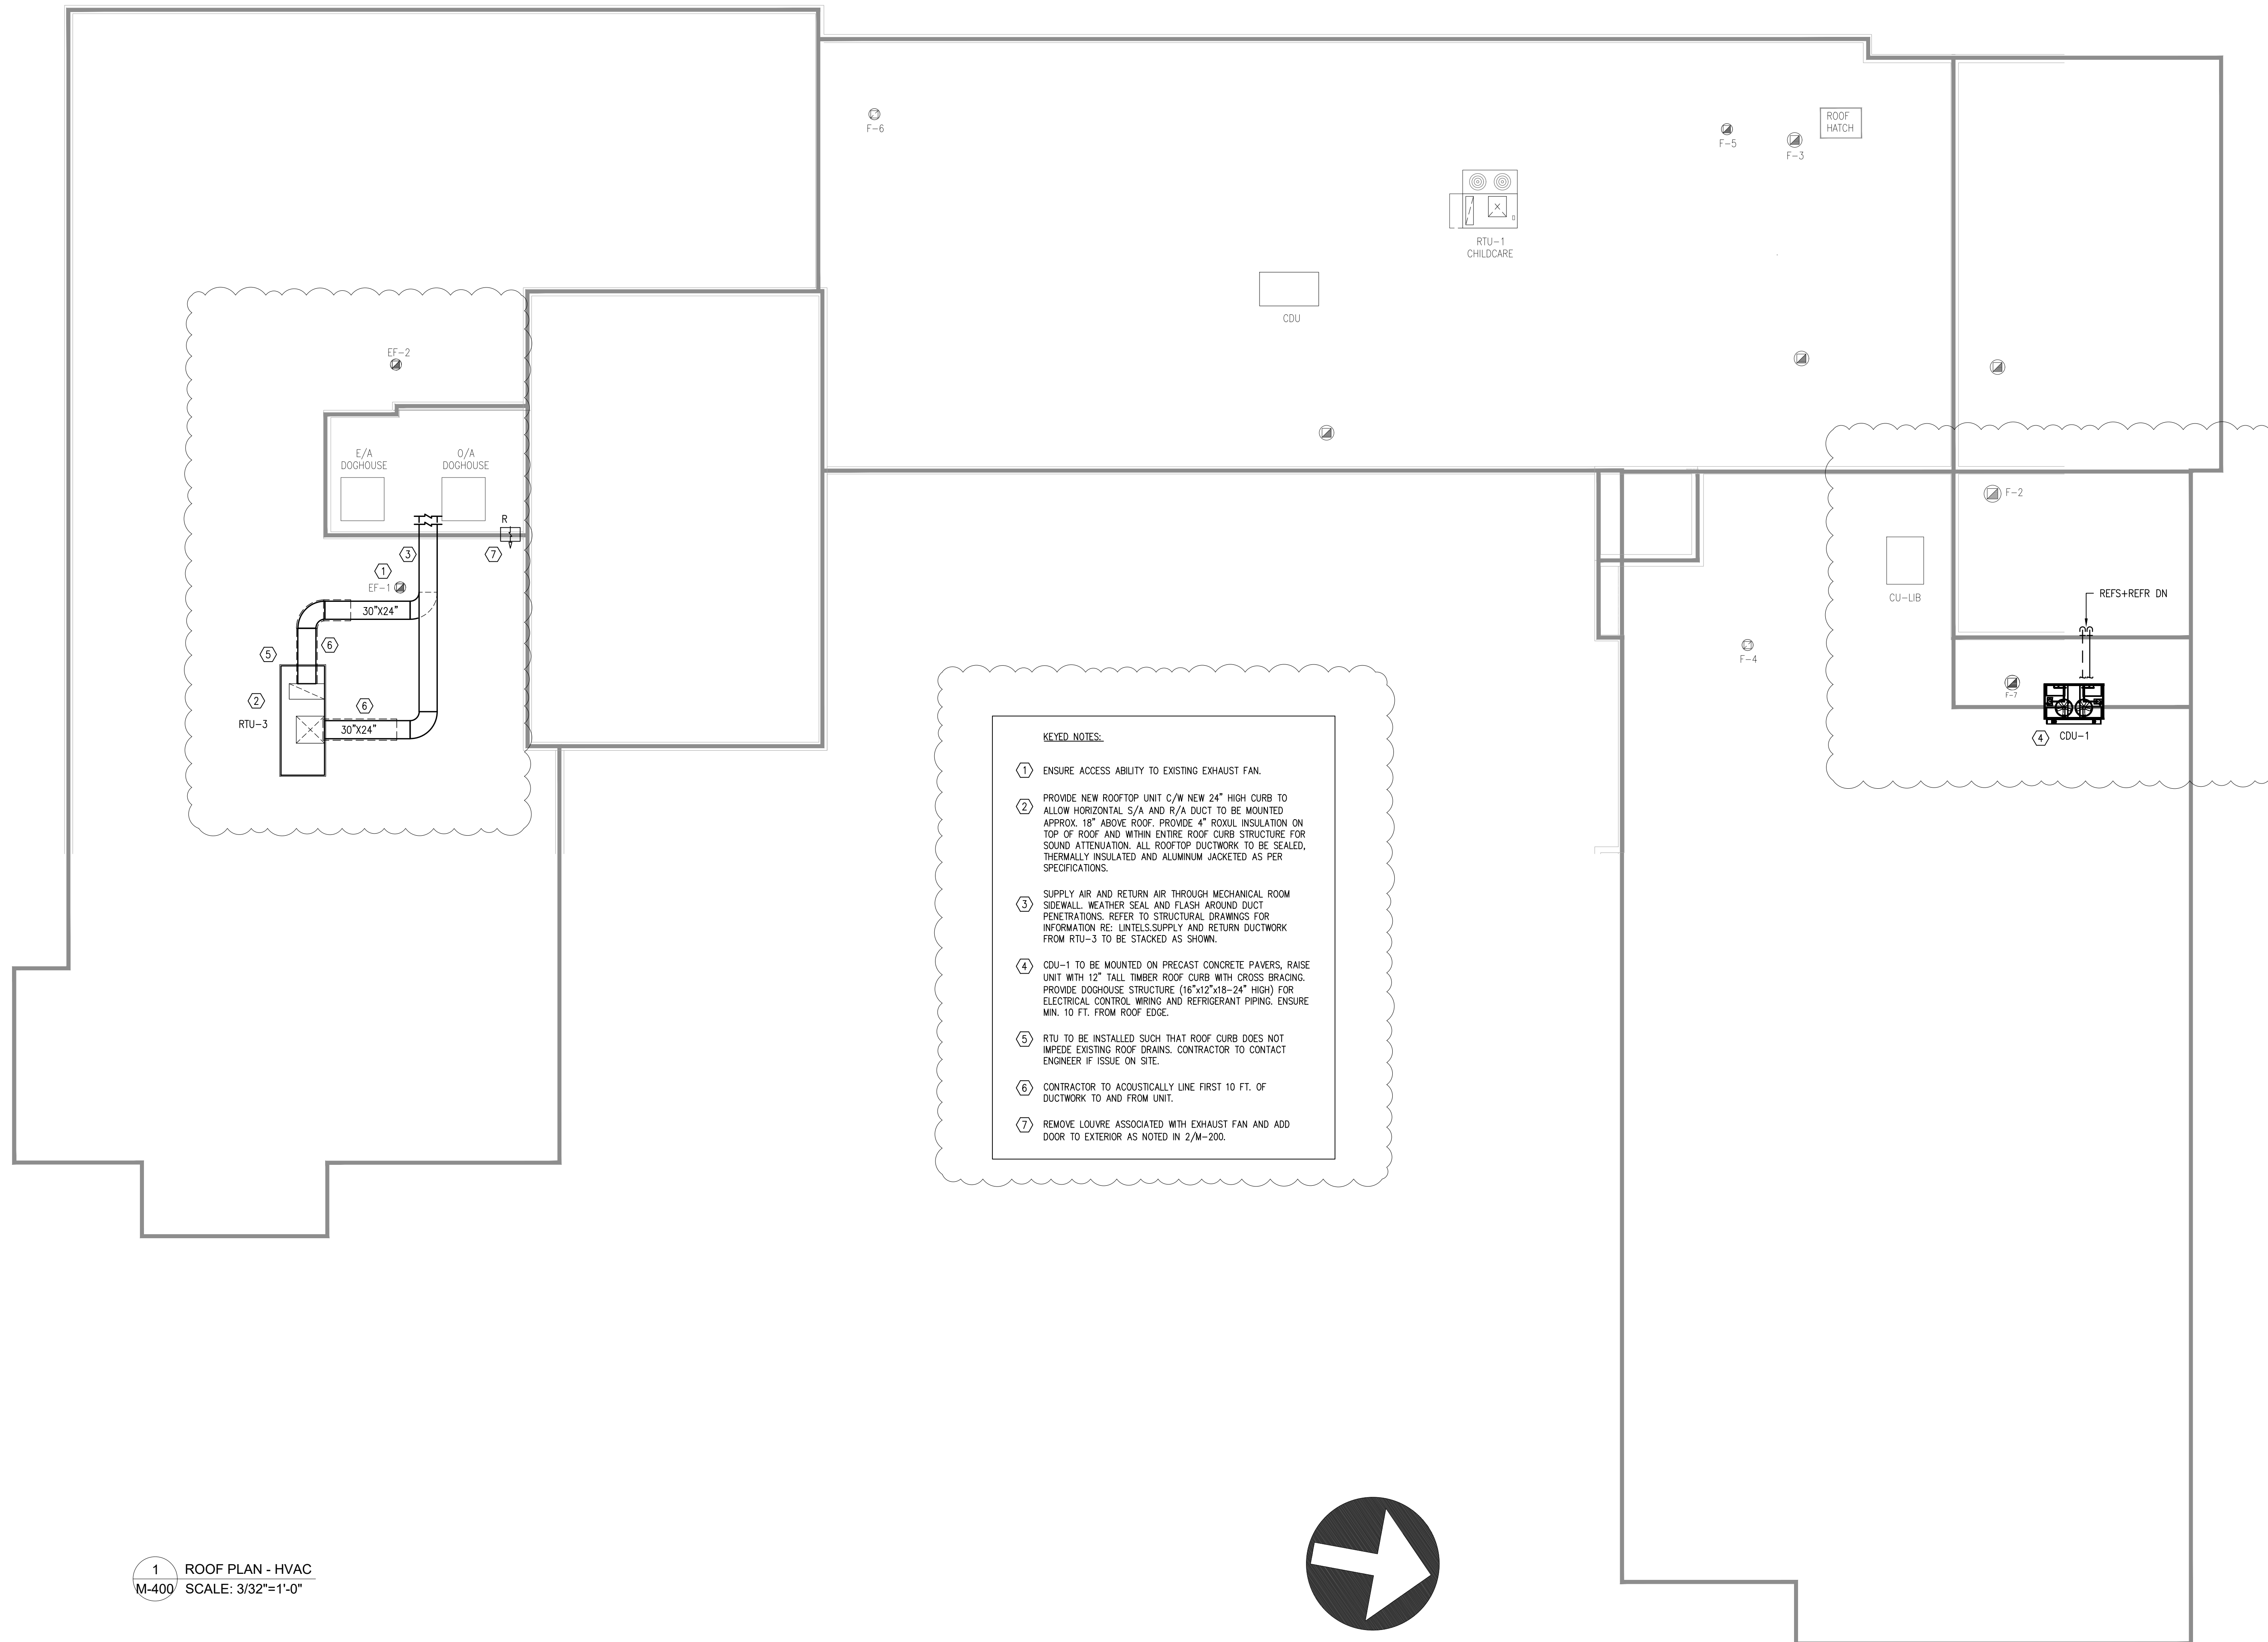 F-6
F-5
F-3
ROOF
HATCH
RTU-1
CHILDCARE
CDU
EF-2
E/A
DOGHOUSE
O/A
DOGHOUSE
R
3
7
1
EF-1
30"X24"
6
5
2
RTU-3
6
30"X24"
F-2
CU-LIB
REFS+REFR DN
F-4
F-7
4
CDU-1
KEYED NOTES:
1 ENSURE ACCESS ABILITY TO EXISTING EXHAUST FAN.
2 PROVIDE NEW ROOFTOP UNIT C/W NEW 24" HIGH CURB TO
ALLOW HORIZONTAL S/A AND R/A DUCT TO BE MOUNTED
APPROX. 18" ABOVE ROOF. PROVIDE 4" ROXUL INSULATION ON
TOP OF ROOF AND WITHIN ENTIRE ROOF CURB STRUCTURE FOR
SOUND ATTENUATION. ALL ROOFTOP DUCTWORK TO BE SEALED,
THERMALLY INSULATED AND ALUMINUM JACKETED AS PER
SPECIFICATIONS.
3 SUPPLY AIR AND RETURN AIR THROUGH MECHANICAL ROOM
SIDEWALL. WEATHER SEAL AND FLASH AROUND DUCT
PENETRATIONS. REFER TO STRUCTURAL DRAWINGS FOR
INFORMATION RE: LINTELS.SUPPLY AND RETURN DUCTWORK
FROM RTU-3 TO BE STACKED AS SHOWN.
4 CDU-1 TO BE MOUNTED ON PRECAST CONCRETE PAVERS, RAISE
UNIT WITH 12" TALL TIMBER ROOF CURB WITH CROSS BRACING.
PROVIDE DOGHOUSE STRUCTURE (16"x12"x18-24" HIGH) FOR
ELECTRICAL CONTROL WIRING AND REFRIGERANT PIPING. ENSURE
MIN. 10 FT. FROM ROOF EDGE.
5 RTU TO BE INSTALLED SUCH THAT ROOF CURB DOES NOT
IMPEDE EXISTING ROOF DRAINS. CONTRACTOR TO CONTACT
ENGINEER IF ISSUE ON SITE.
6 CONTRACTOR TO ACOUSTICALLY LINE FIRST 10 FT. OF
DUCTWORK TO AND FROM UNIT.
7 REMOVE LOUVRE ASSOCIATED WITH EXHAUST FAN AND ADD
DOOR TO EXTERIOR AS NOTED IN 2/M-200.
1 ROOF PLAN - HVAC
M-400 SCALE: 3/32"=1'-0"